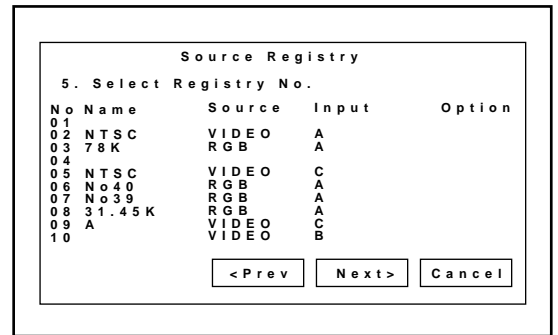 Source Registry
5. Select Registry No.
No Name Source Input Option
01
02 NTSC VIDEO A
03 78K RGB A
04
05 NTSC VIDEO C
06 No40 RGB A
07 No39 RGB A
08 31.45K RGB A
09 A VIDEO C
10 VIDEO B
<Prev Next> Cancel